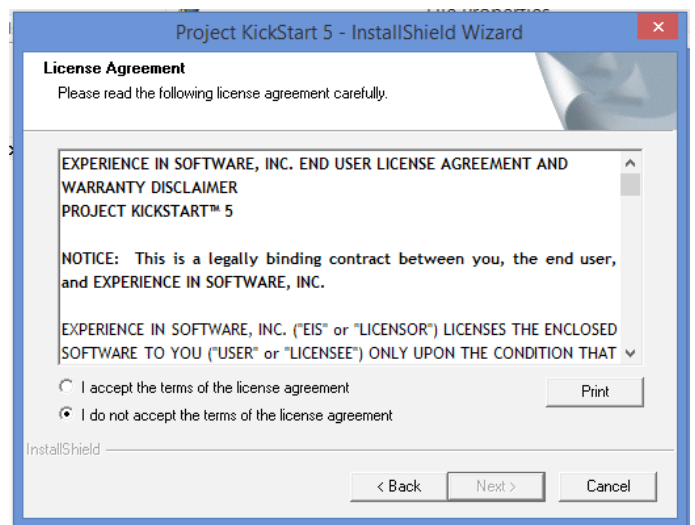 Project KickStart 5 - InstallShield Wizard
License Agreement
Please read the following license agreement carefully.
EXPERIENCE IN SOFTWARE, INC. END USER LICENSE AGREEMENT AND
WARRANTY DISCLAIMER
PROJECT KICKSTART™ 5
NOTICE: This is a legally binding contract between you, the end user,
and EXPERIENCE IN SOFTWARE, INC.
EXPERIENCE IN SOFTWARE, INC. ("EIS" or "LICENSOR") LICENSES THE ENCLOSED
SOFTWARE TO YOU ("USER" or "LICENSEE") ONLY UPON THE CONDITION THAT
I accept the terms of the license agreement
Print
I do not accept the terms of the license agreement
InstallShield
< Back
Next >
Cancel